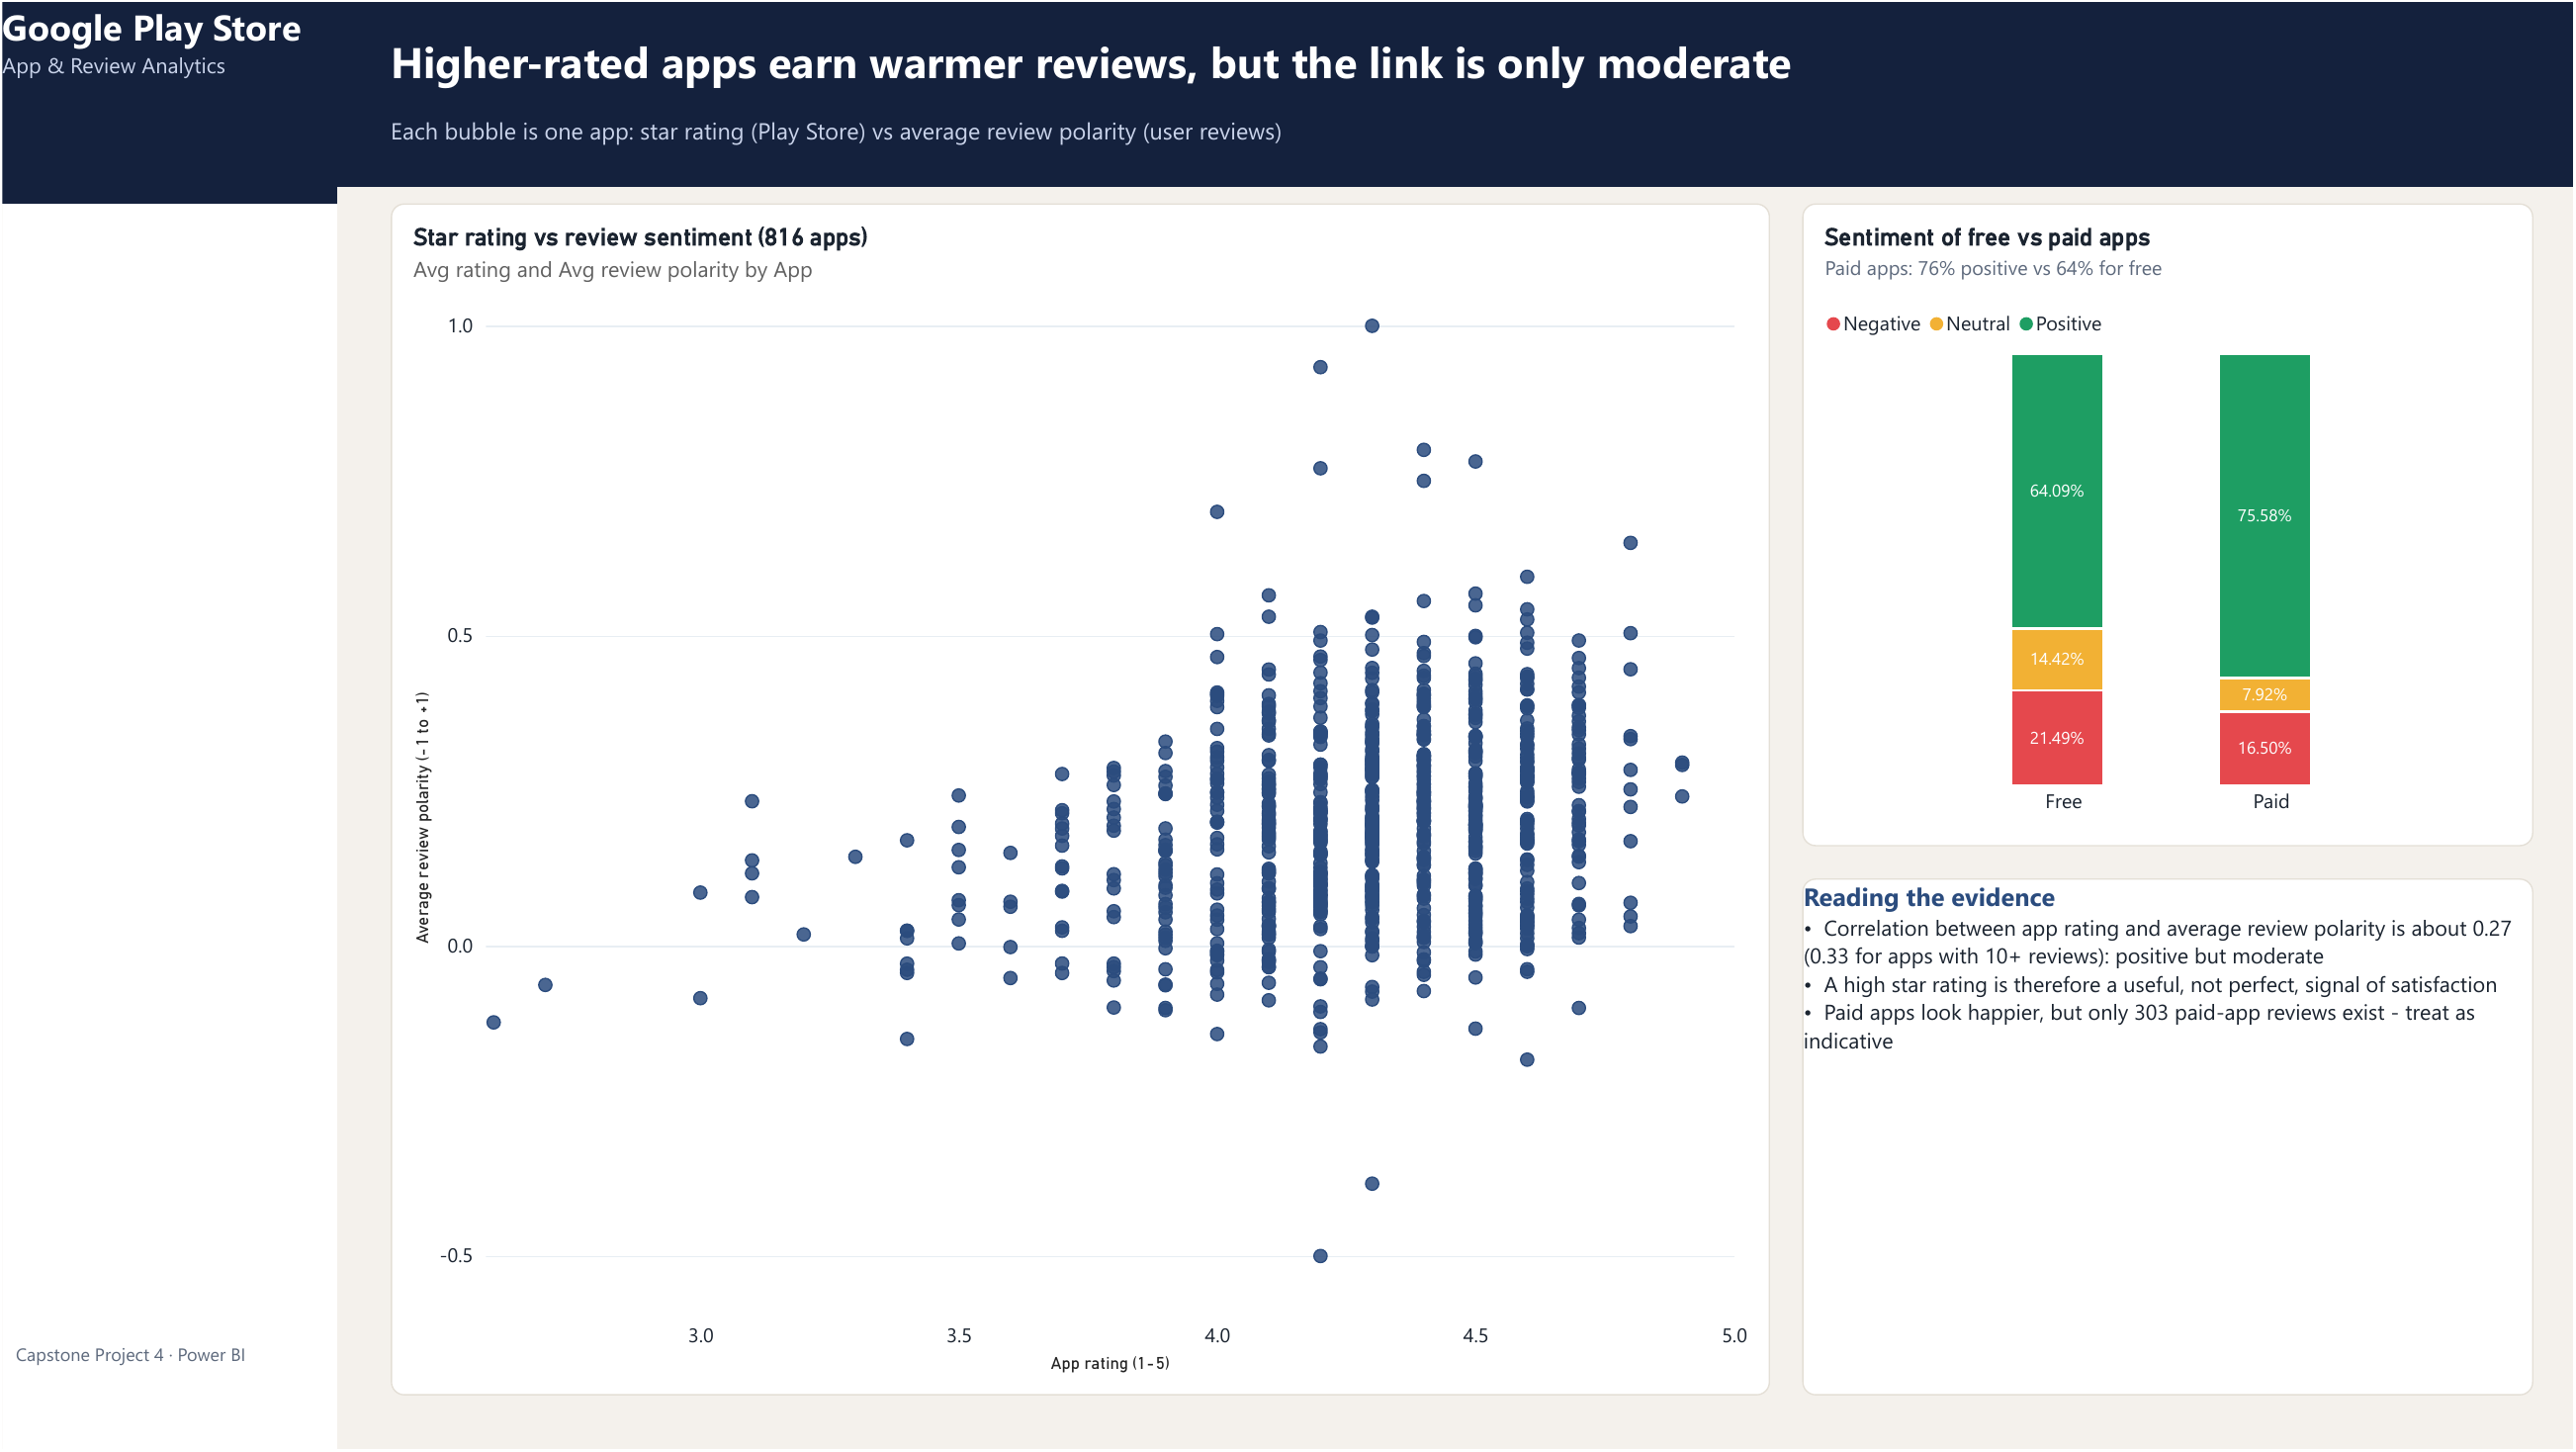 Google Play Store
App & Review Analytics
Higher-rated apps earn warmer reviews, but the link is only moderate
Each bubble is one app: star rating (Play Store) vs average review polarity (user reviews)
Star rating vs review sentiment (816 apps)
Avg rating and Avg review polarity by App
1.0
0.5
0.0
-0.5
Average review polarity (-1 to +1)
3.0
3.5
4.0
4.5
5.0
App rating (1-5)
Sentiment of free vs paid apps
Paid apps: 76% positive vs 64% for free
Negative Neutral Positive
64.09%
14.42%
21.49%
75.58%
7.92%
16.50%
Free
Paid
Reading the evidence
• Correlation between app rating and average review polarity is about 0.27
(0.33 for apps with 10+ reviews): positive but moderate
• A high star rating is therefore a useful, not perfect, signal of satisfaction
• Paid apps look happier, but only 303 paid-app reviews exist - treat as
indicative
Capstone Project 4 · Power BI